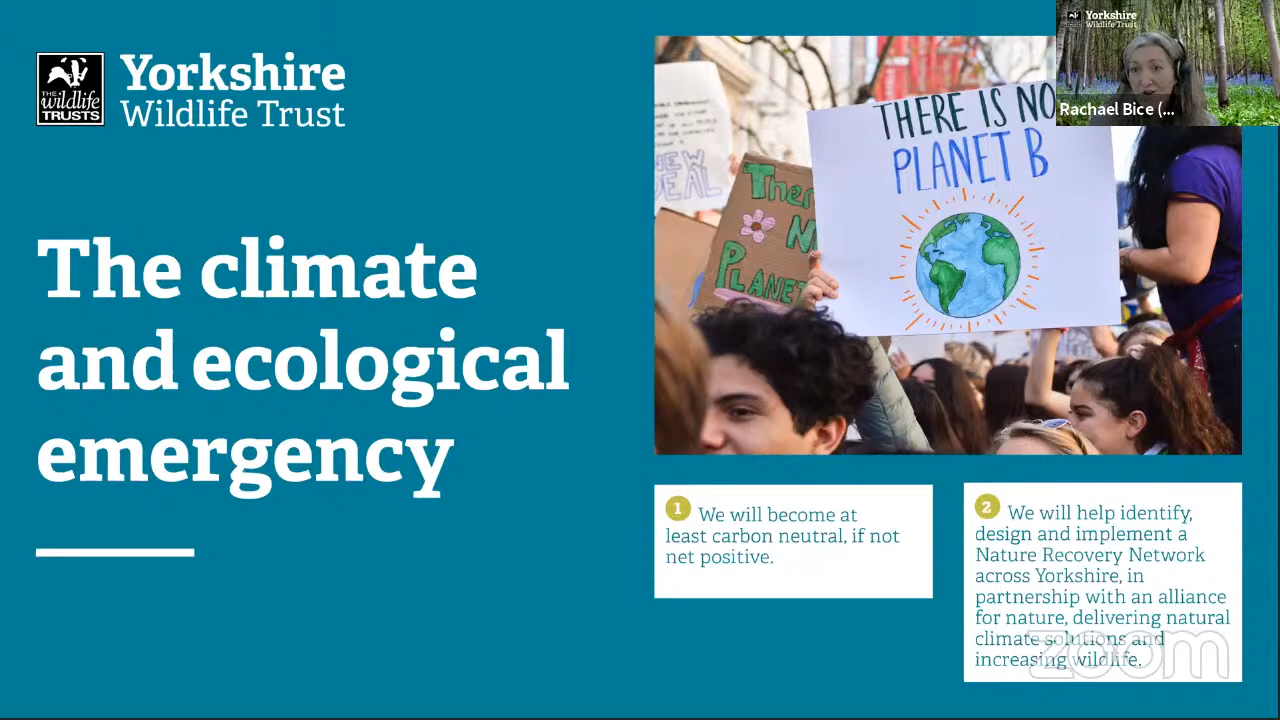 THE
wildlife
TRUSTS
Yorkshire
Wildlife Trust
The climate
and ecological
emergency
NEW
DEAL
PLANET
THERE IS NO
PLANET B
Yorkshire
Wildlife Trust
Rachael Bice (...
1 We will become at
least carbon neutral, if not
net positive.
2 We will help identify,
design and implement a
Nature Recovery Network
across Yorkshire, in
partnership with an alliance
for nature, delivering natural
climate solutions and
increasing wildlife.
zoom